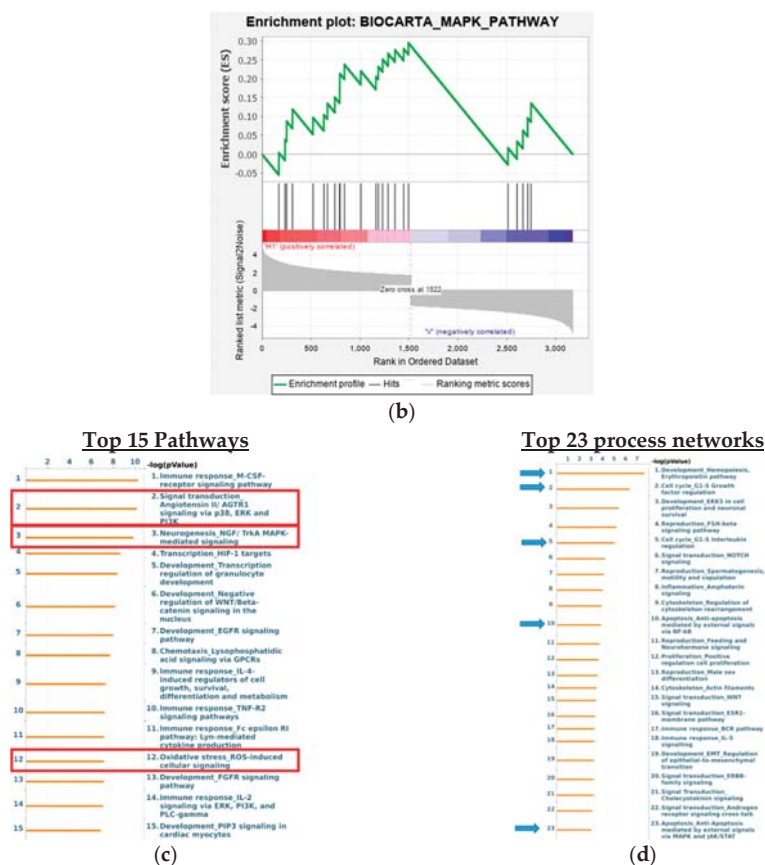 Enrichment plot: BIOCARTA_MAPK_PATHWAY
Enrichment score (ES)
0.30
0.25
0.20
0.15
0.10
0.05
0.00
-0.05
'H1' (positively correlated)
Ranked list metric (Signal2Noise)
4
2
0
-2
-4
Zero cross at 1522
(negatively correlated)
0 500 1,000 1,500 2,000 2,500 3,000
Rank in Ordered Dataset
Enrichment profile Hits Ranking metric scores
(b)
Top 15 Pathways
2 4 6 8 10 -log(pValue)
1 1. Immune response_M-CSF-
receptor signaling pathway
2 2. Signal transduction_
Angiotensin II/ AGTR1
signaling via p38, ERK and
PI3K
3 3. Neurogenesis_NGF/ TrkA MAPK-
mediated signaling
4 4. Transcription_HIF-1 targets
5 5. Development_Transcription
regulation of granulocyte
development
6 6. Development_Negative
regulation of WNT/Beta-
catenin signaling in the
nucleus
7 7. Development_EGFR signaling
pathway
8 8. Chemotaxis_Lysophosphatidic
acid signaling via GPCRs
9 9. Immune response_IL-4-
induced regulators of cell
growth, survival,
differentiation and metabolism
10 10. Immune response_TNF-R2
signaling pathways
11 11. Immune response_Fc epsilon RI
pathway: Lyn-mediated
cytokine production
12 12. Oxidative stress_ROS-induced
cellular signaling
13 13. Development_FGFR signaling
pathway
14 14. Immune response_IL-2
signaling via ERK, PI3K, and
PLC-gamma
15 15. Development_PIP3 signaling in
cardiac myocytes
(c)
Top 23 process networks
1 2 3 4 5 6 7 -log(pValue)
1 1. Development_Hemopoiesis,
Erythropoietin pathway
2 2. Cell cycle_G1-S Growth
factor regulation
3 3. Development_ERK5 in cell
proliferation and neuronal
survival
4 4. Reproduction_FSH-beta
signaling pathway
5 5. Cell cycle_G1-S Interleukin
regulation
6 6. Signal transduction_NOTCH
signaling
7 7. Reproduction_Spermatogenesis,
motility and copulation
8 8. Inflammation_Amphoterin
signaling
9 9. Cytoskeleton_Regulation of
cytoskeleton rearrangement
10 10. Apoptosis_Anti-apoptosis
mediated by external signals
via NF-kB
11 11. Reproduction_Feeding and
Neurohormone signaling
12 12. Proliferation_Positive
regulation cell proliferation
13 13. Reproduction_Male sex
differentiation
14 14. Cytoskeleton_Actin filaments
15 15. Signal transduction_WNT
signaling
16 16. Signal transduction_ESR1-
membrane pathway
17 17. Immune response_BCR pathway
18 18. Immune response_IL-5
signalling
19 19. Development_EMT_Regulation
of epithelial-to-mesenchymal
transition
20 20. Signal transduction_ERBB-
family signaling
21 21. Signal Transduction_
Cholecystokinin signaling
22 22. Signal transduction_Androgen
receptor signaling cross-talk
23 23. Apoptosis_Anti-Apoptosis
mediated by external signals
via MAPK and JAK/STAT
(d)